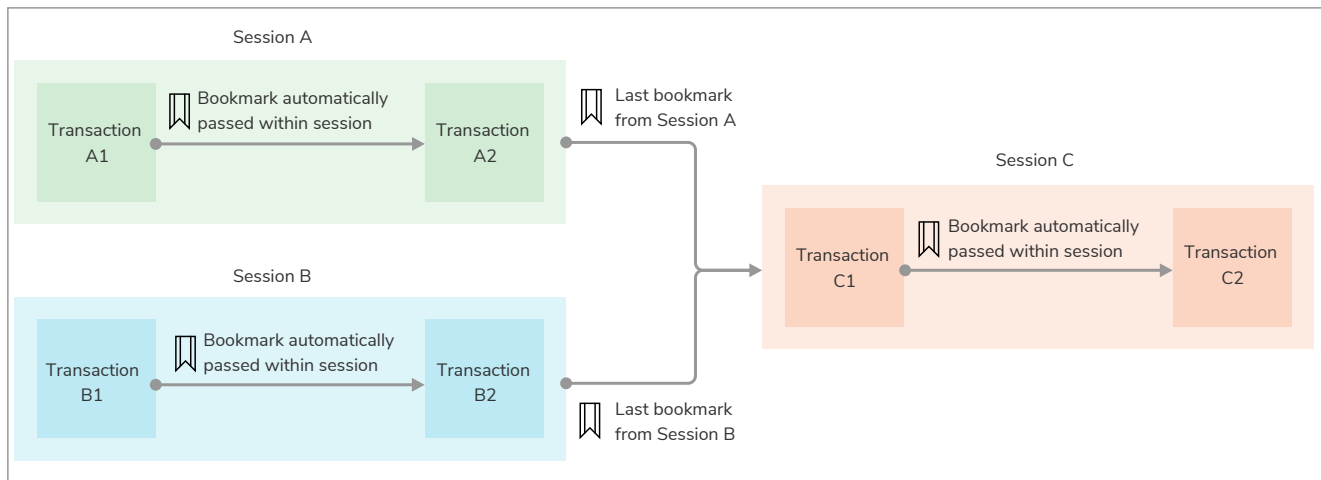 Session A
Transaction
A1
Bookmark automatically
passed within session
Transaction
A2
Last bookmark
from Session A
Session B
Transaction
B1
Bookmark automatically
passed within session
Transaction
B2
Last bookmark
from Session B
Session C
Transaction
C1
Bookmark automatically
passed within session
Transaction
C2